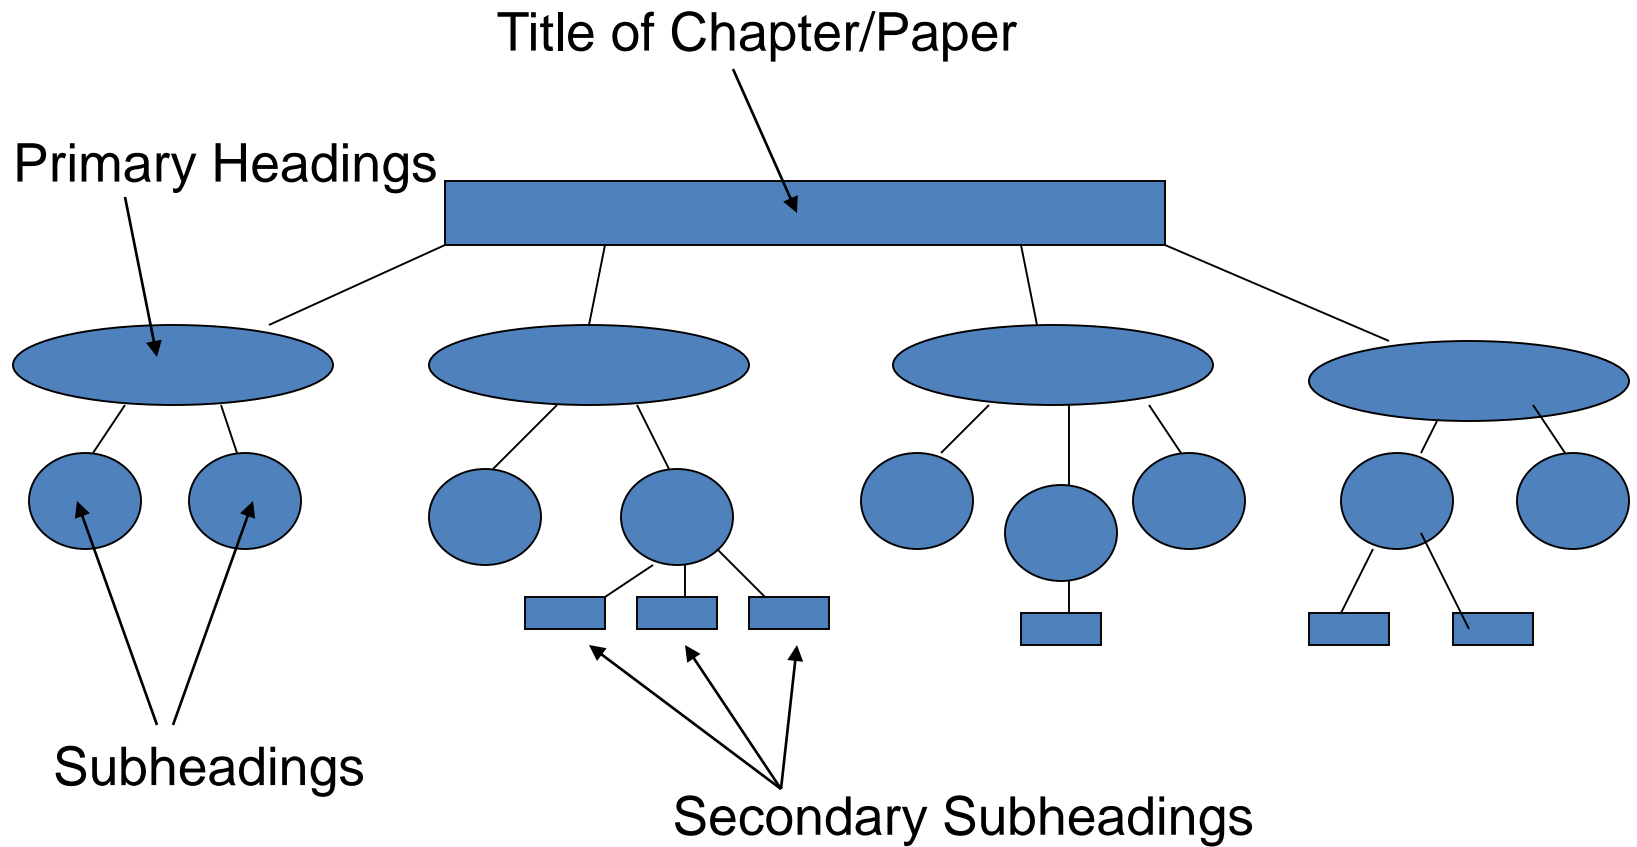 Title of Chapter/Paper
Primary Headings
Subheadings
Secondary Subheadings